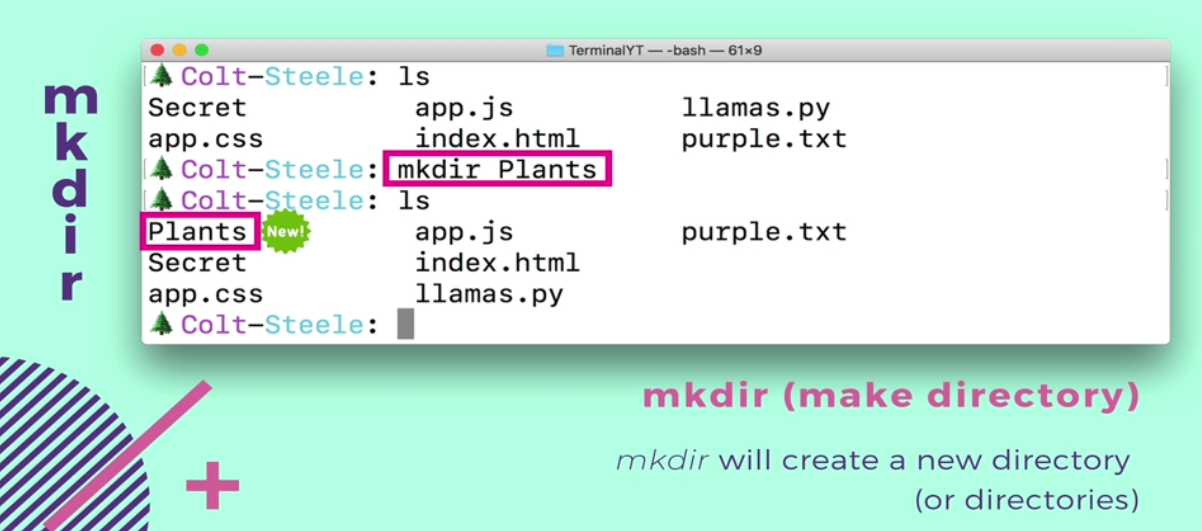 mkdir
TerminalYT — -bash — 61×9
🌲 Colt-Steele: ls
Secret app.js llamas.py
app.css index.html purple.txt
🌲 Colt-Steele: mkdir Plants
🌲 Colt-Steele: ls
Plants New! app.js purple.txt
Secret index.html
app.css llamas.py
🌲 Colt-Steele:
mkdir (make directory)
mkdir will create a new directory
(or directories)